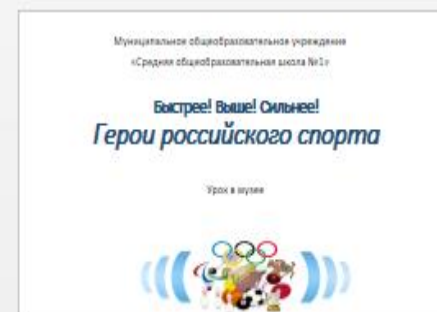 Муниципальное общеобразовательное учреждение
«Средняя общеобразовательная школа №1»
Быстрее! Выше! Сильнее!
Герои российского спорта
Урок в музее